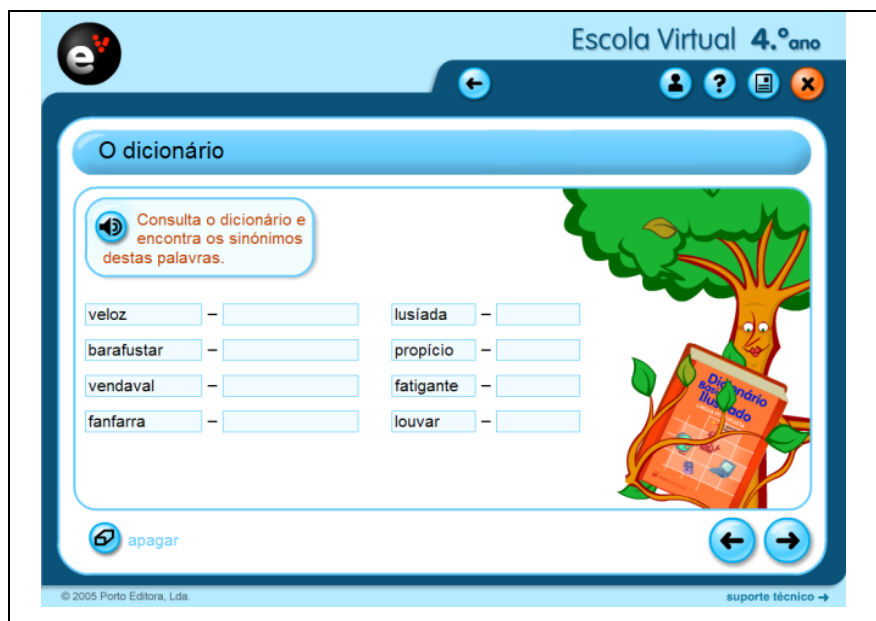 Escola Virtual 4.º ano
e
?
x
O dicionário
Consulta o dicionário e
encontra os sinónimos
destas palavras.
veloz –
barafustar –
vendaval –
fanfarra –
lusíada –
propício –
fatigante –
louvar –
Dicionário
Ilustrado
apagar
© 2005 Porto Editora, Lda.
suporte técnico